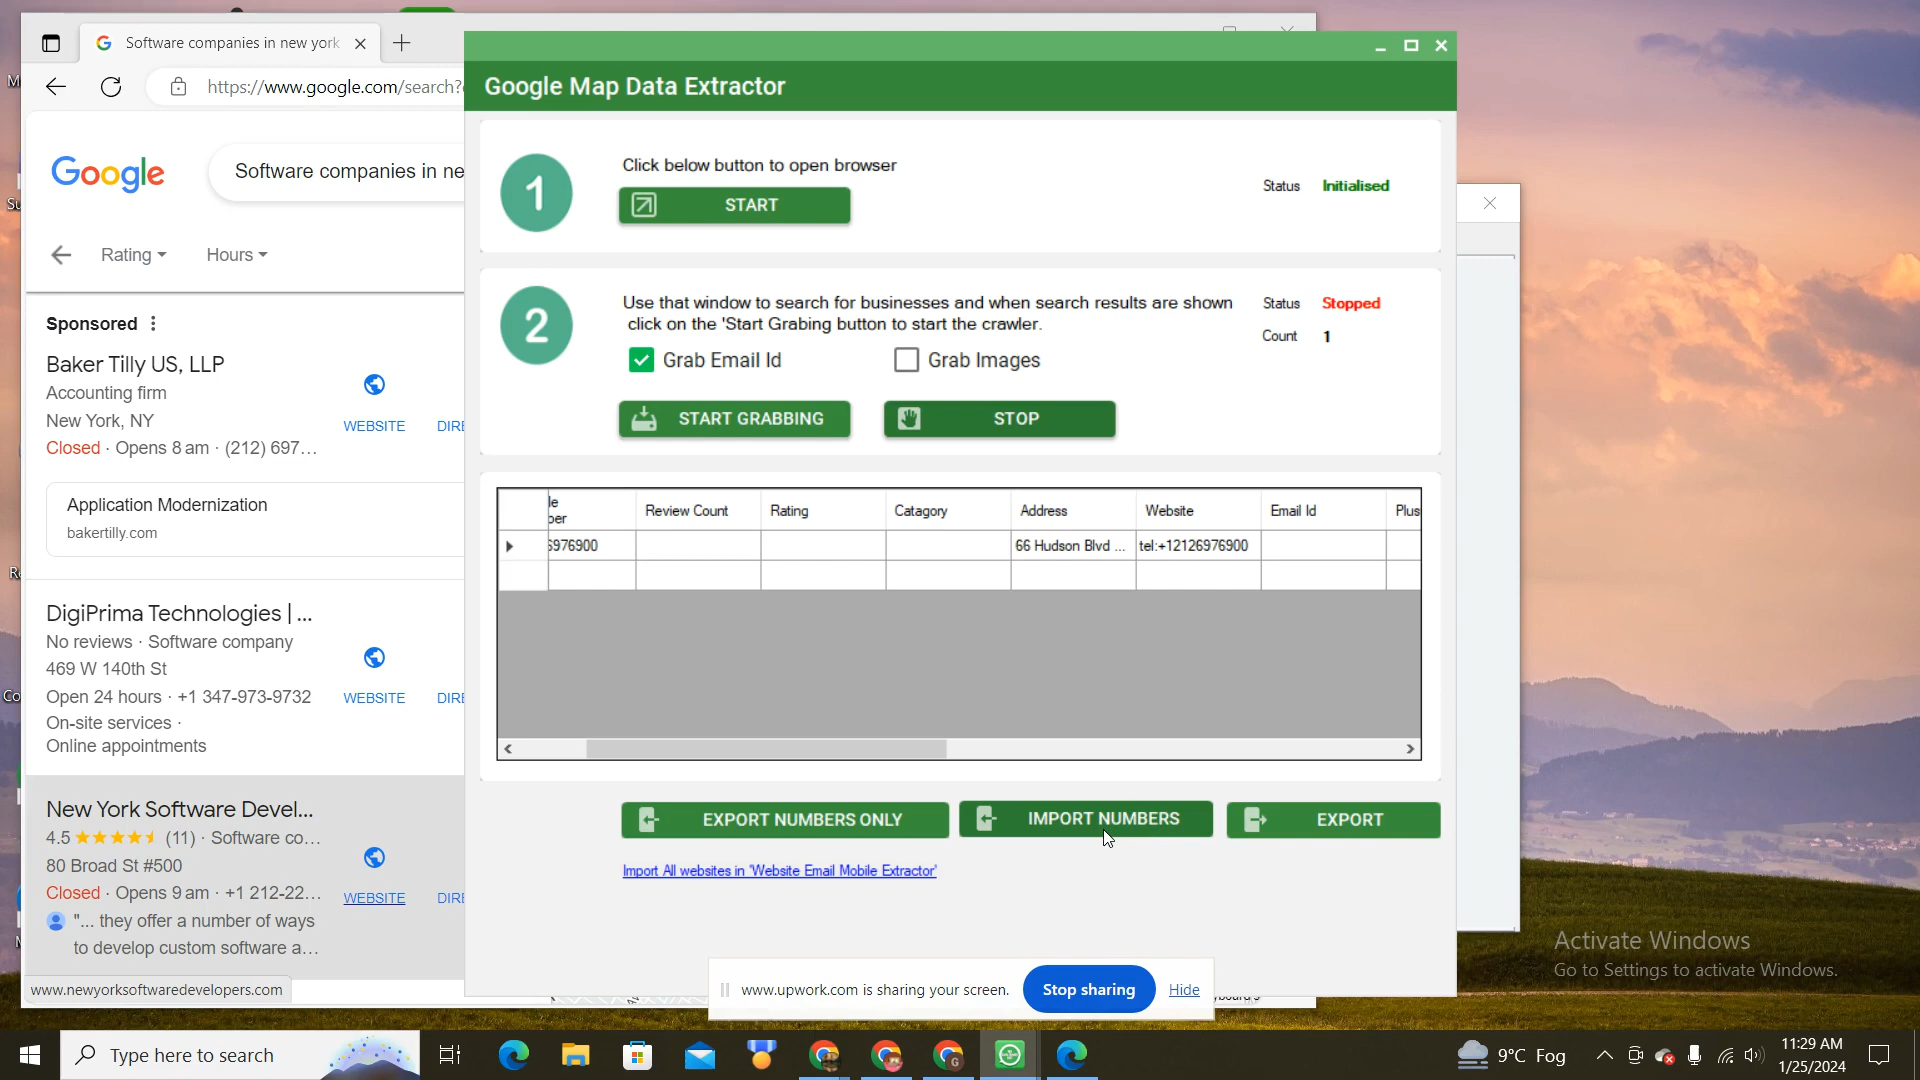 Software companies in new york
https://www.google.com/search?
Google
Software companies in ne
Rating
Hours
Sponsored
Baker Tilly US, LLP
Accounting firm
New York, NY
Closed · Opens 8 am · (212) 697...
WEBSITE
DIRE
Application Modernization
bakertilly.com
DigiPrima Technologies | ...
No reviews · Software company
469 W 140th St
Open 24 hours · +1 347-973-9732
On-site services ·
Online appointments
WEBSITE
DIRE
New York Software Devel...
4.5 (11) · Software co...
80 Broad St #500
Closed · Opens 9 am · +1 212-22...
"... they offer a number of ways
to develop custom software a...
WEBSITE
DIRE
www.newyorksoftwaredevelopers.com
Google Map Data Extractor
1
Click below button to open browser
START
Status Initialised
2
Use that window to search for businesses and when search results are shown
click on the 'Start Grabing button to start the crawler.
Status Stopped
Count 1
Grab Email Id
Grab Images
START GRABBING
STOP
le
ber
Review Count
Rating
Catagory
Address
Website
Email Id
Plus
6976900
66 Hudson Blvd ...
tel:+12126976900
EXPORT NUMBERS ONLY
IMPORT NUMBERS
EXPORT
Import All websites in 'Website Email Mobile Extractor'
www.upwork.com is sharing your screen.
Stop sharing
Hide
Activate Windows
Go to Settings to activate Windows.
Type here to search
9°C Fog
11:29 AM
1/25/2024